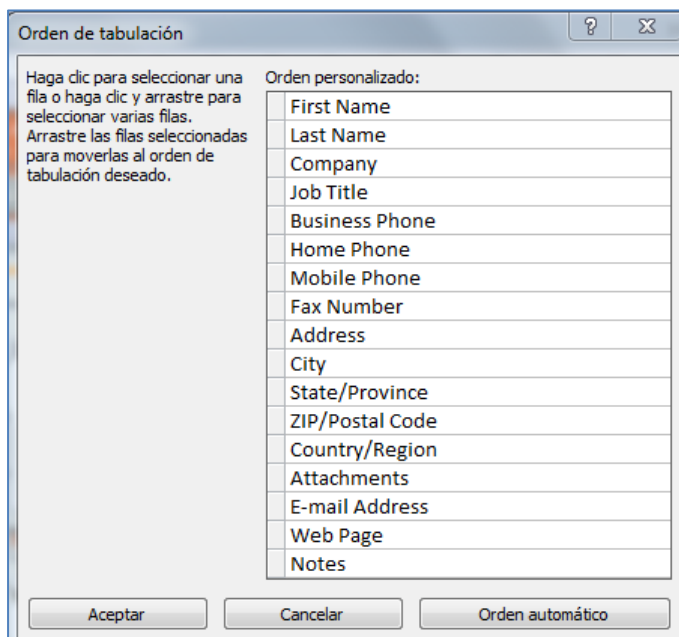 Orden de tabulación
Haga clic para seleccionar una
fila o haga clic y arrastre para
seleccionar varias filas.
Arrastre las filas seleccionadas
para moverlas al orden de
tabulación deseado.
Orden personalizado:
First Name
Last Name
Company
Job Title
Business Phone
Home Phone
Mobile Phone
Fax Number
Address
City
State/Province
ZIP/Postal Code
Country/Region
Attachments
E-mail Address
Web Page
Notes
Aceptar
Cancelar
Orden automático